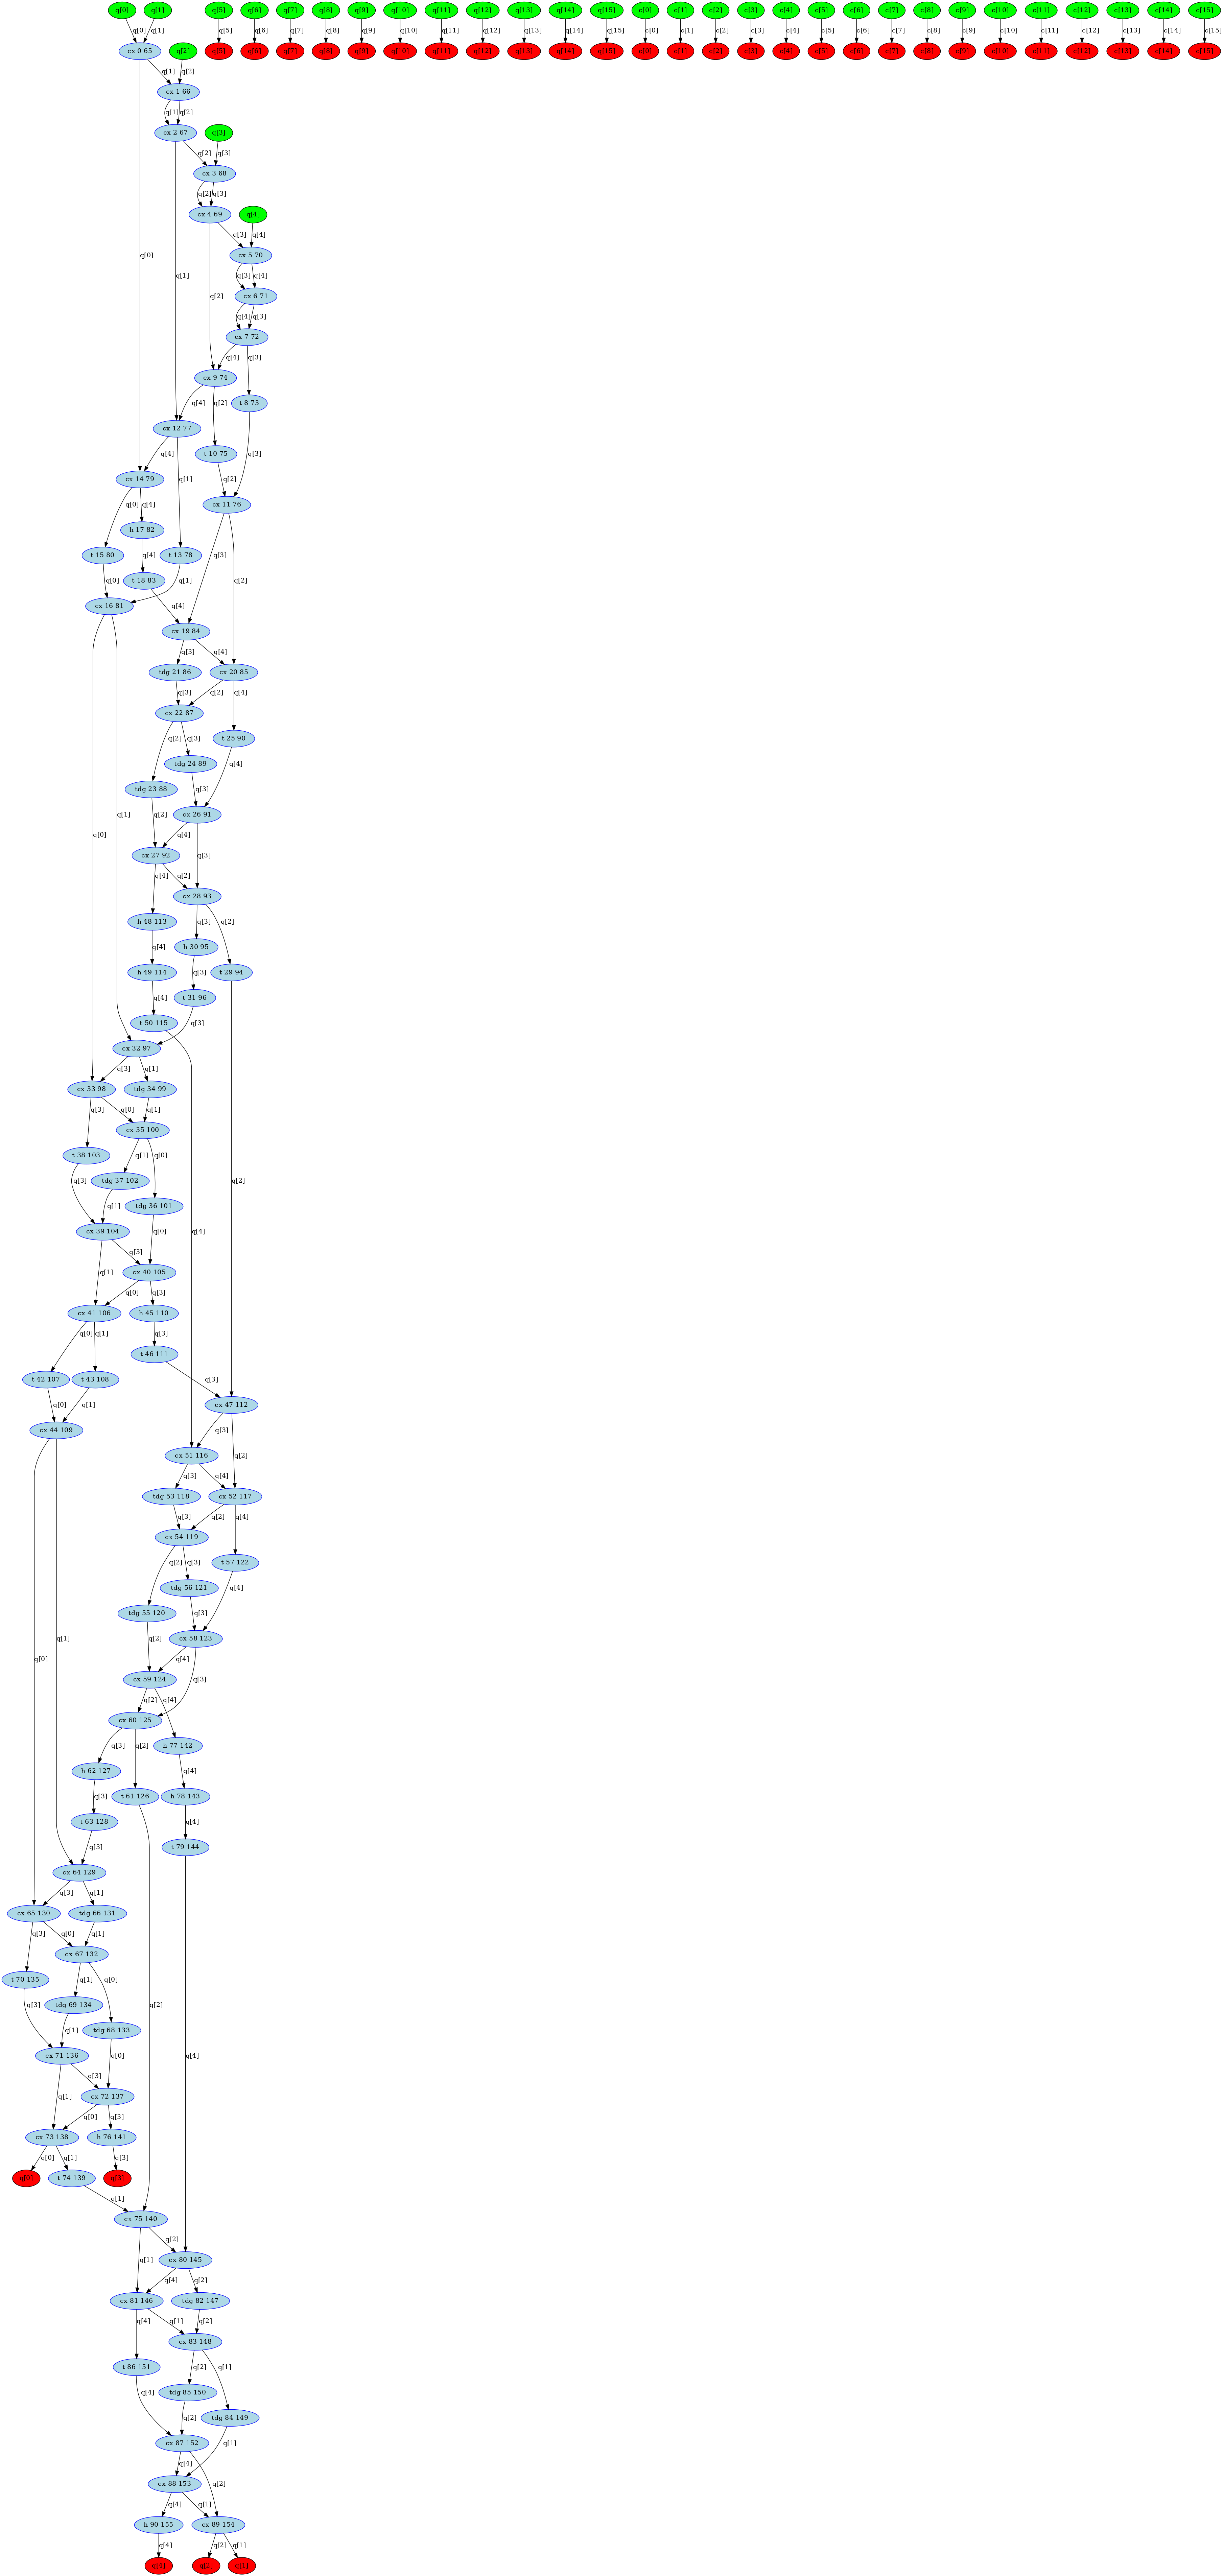 q[0] q[1] q[5] q[6] q[7] q[8] q[9] q[10] q[11] q[12] q[13] q[14] q[15] c[0] c[1] c[2] c[3] c[4] c[5] c[6] c[7] c[8] c[9] c[10] c[11] c[12] c[13] c[14] c[15]
q[0] q[1] q[5] q[6] q[7] q[8] q[9] q[10] q[11] q[12] q[13] q[14] q[15] c[0] c[1] c[2] c[3] c[4] c[5] c[6] c[7] c[8] c[9] c[10] c[11] c[12] c[13] c[14] c[15]
cx 0 65 q[2] q[5] q[6] q[7] q[8] q[9] q[10] q[11] q[12] q[13] q[14] q[15] c[0] c[1] c[2] c[3] c[4] c[5] c[6] c[7] c[8] c[9] c[10] c[11] c[12] c[13] c[14] c[15]
q[1] q[2]
cx 1 66
q[1] q[2]
cx 2 67 q[3]
q[2] q[3]
cx 3 68
q[2] q[3]
cx 4 69 q[4]
q[3] q[4]
q[0] cx 5 70
q[1] q[3] q[4]
cx 6 71
q[2] q[4] q[3]
cx 7 72
q[4] q[3]
cx 9 74
t 8 73
q[4] q[2]
cx 12 77
q[4] t 10 75 q[3]
cx 14 79 q[1] q[2]
q[0] q[4] cx 11 76
h 17 82
t 15 80 q[4] t 13 78 q[3]
q[0] t 18 83 q[1] q[2]
cx 16 81 q[4]
cx 19 84
q[3] q[4]
tdg 21 86 cx 20 85
q[3] q[2] q[4]
cx 22 87
q[2] q[3] t 25 90
tdg 24 89
tdg 23 88 q[3] q[4]
q[0] q[1] q[2] cx 26 91
q[4]
cx 27 92 q[3]
q[4] q[2]
cx 28 93
h 48 113 q[3] q[2]
q[4] h 30 95
h 49 114 q[3] t 29 94
q[4] t 31 96
t 50 115 q[3]
cx 32 97
q[3] q[1]
cx 33 98 tdg 34 99
q[3] q[0] q[1]
cx 35 100
t 38 103 q[1] q[0]
q[3] tdg 37 102 q[2]
q[1] tdg 36 101
cx 39 104 q[0] q[4]
q[1] q[3]
cx 40 105
q[0] q[3]
cx 41 106 h 45 110
q[0] q[1] q[3]
t 46 111
t 42 107 t 43 108 q[3]
q[0] q[1] cx 47 112
cx 44 109 q[3] q[2]
cx 51 116
q[3] q[4]
tdg 53 118 cx 52 117
q[3] q[2] q[4]
cx 54 119
q[2] q[3] t 57 122
tdg 56 121
tdg 55 120 q[3] q[4]
q[0] q[1] q[2] cx 58 123
q[4]
cx 59 124 q[3]
q[2] q[4]
cx 60 125
q[3] q[2] h 77 142
h 62 127 q[4]
q[3] t 61 126 h 78 143
t 63 128 q[4]
q[3] t 79 144
cx 64 129
q[3] q[1]
cx 65 130 tdg 66 131
q[3] q[0] q[1]
cx 67 132
t 70 135 q[1] q[0]
q[3] tdg 69 134 q[2]
q[1] tdg 68 133
cx 71 136 q[0] q[4]
q[1] q[3]
cx 72 137
q[0] q[3]
cx 73 138 h 76 141
q[0] q[1] q[3]
q[0] t 74 139 q[3]
q[1]
cx 75 140
q[2]
q[1] cx 80 145
q[4] q[2]
cx 81 146 tdg 82 147
q[4] q[1] q[2]
cx 83 148
t 86 151 q[2] q[1]
q[4] tdg 85 150
q[2] tdg 84 149
cx 87 152 q[1]
q[4] q[2]
cx 88 153
q[4] q[1]
h 90 155 cx 89 154
q[4] q[2] q[1]
q[4] q[2] q[1]